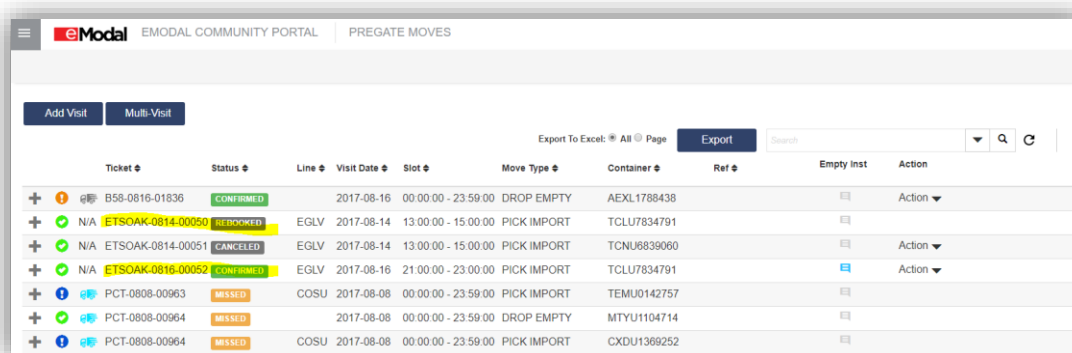 eModal EMODAL COMMUNITY PORTAL PREGATE MOVES
Add Visit Multi-Visit
Export To Excel: All Page Export Search
Ticket Status Line Visit Date Slot Move Type Container Ref Empty Inst Action
B58-0816-01836 CONFIRMED 2017-08-16 00:00:00 - 23:59:00 DROP EMPTY AEXL1788438 Action
N/A ETSOAK-0814-00050 REBOOKED EGLV 2017-08-14 13:00:00 - 15:00:00 PICK IMPORT TCLU7834791
N/A ETSOAK-0814-00051 CANCELED EGLV 2017-08-14 13:00:00 - 15:00:00 PICK IMPORT TCNU6839060 Action
N/A ETSOAK-0816-00052 CONFIRMED EGLV 2017-08-16 21:00:00 - 23:00:00 PICK IMPORT TCLU7834791 Action
PCT-0808-00963 MISSED COSU 2017-08-08 00:00:00 - 23:59:00 PICK IMPORT TEMU0142757
PCT-0808-00964 MISSED 2017-08-08 00:00:00 - 23:59:00 DROP EMPTY MTYU1104714
PCT-0808-00964 MISSED COSU 2017-08-08 00:00:00 - 23:59:00 PICK IMPORT CXDU1369252